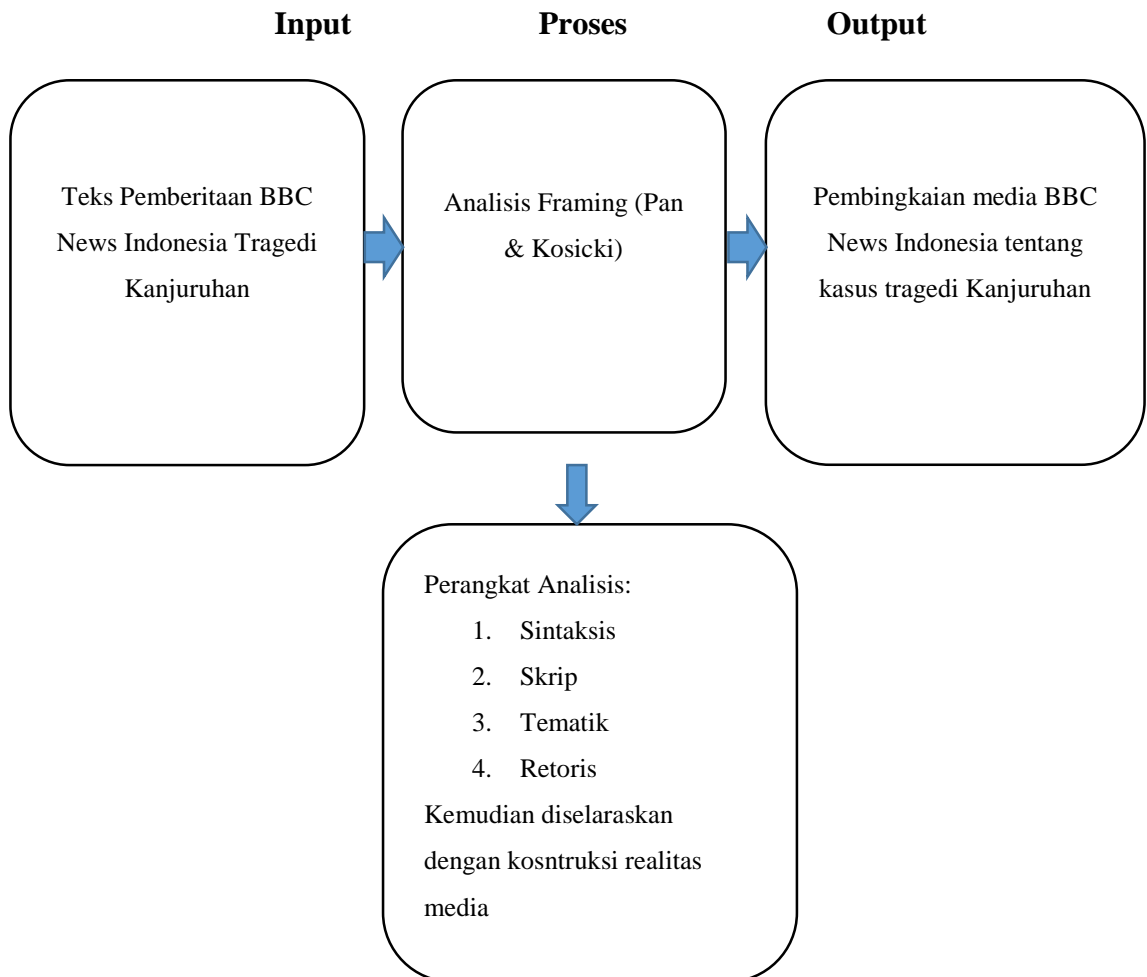 Input Proses Output
Teks Pemberitaan BBC
News Indonesia Tragedi
Kanjuruhan
Analisis Framing (Pan
& Kosicki)
Pembingkaian media BBC
News Indonesia tentang
kasus tragedi Kanjuruhan
Perangkat Analisis:
1. Sintaksis
2. Skrip
3. Tematik
4. Retoris
Kemudian diselaraskan
dengan kosntruksi realitas
media